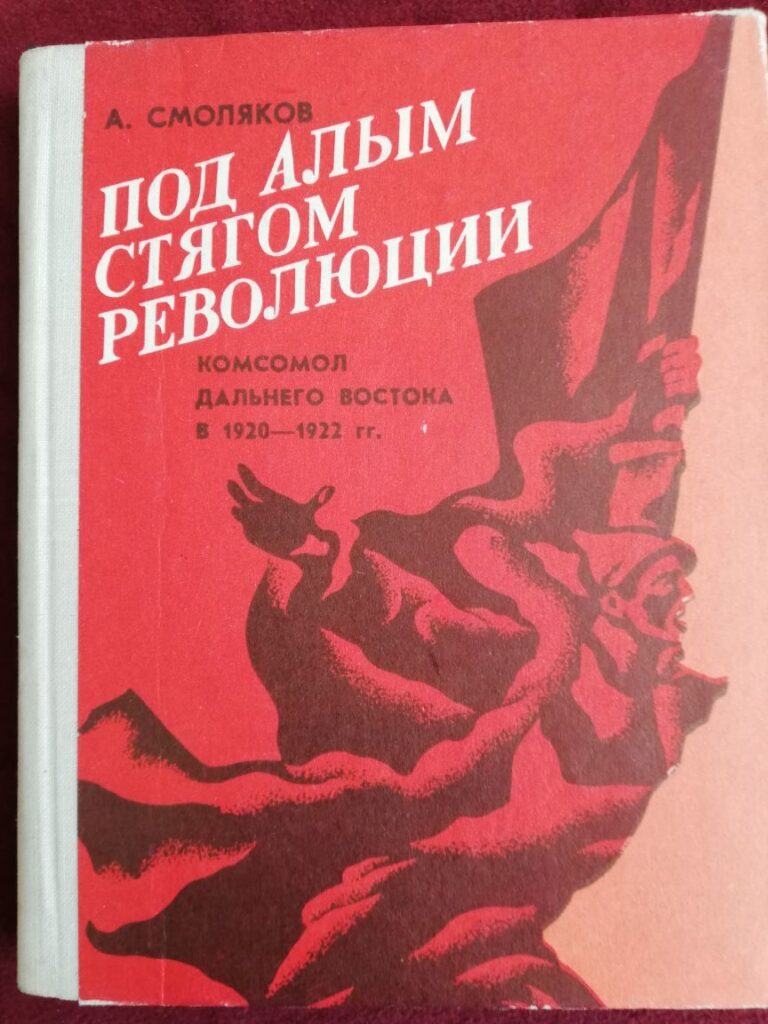 А. СМОЛЯКОВ
ПОД АЛЫМ
СТЯГОМ
РЕВОЛЮЦИИ
КОМСОМОЛ
ДАЛЬНЕГО ВОСТОКА
В 1920—1922 гг.